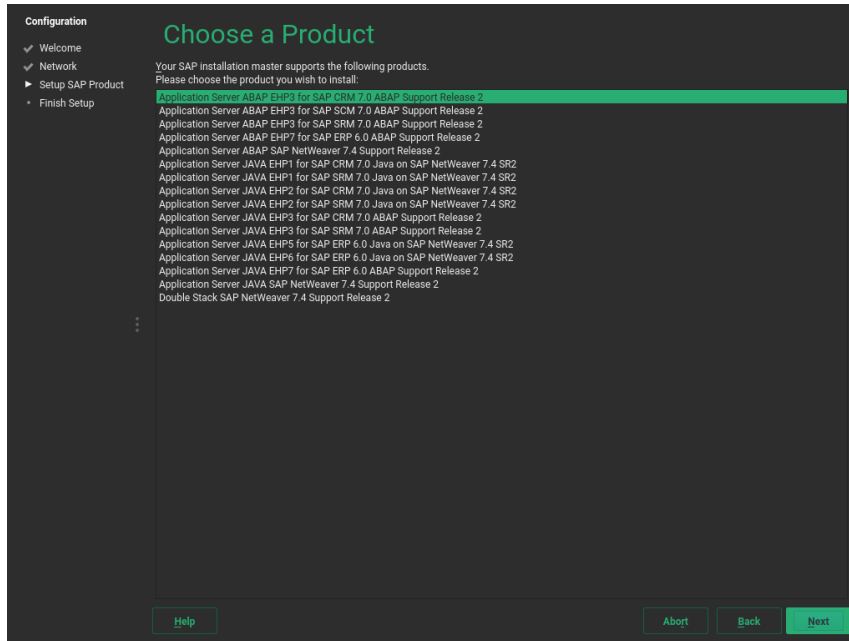 Configuration
Welcome
Network
Setup SAP Product
Finish Setup
Choose a Product
Your SAP installation master supports the following products.
Please choose the product you wish to install:
Application Server ABAP EHP3 for SAP CRM 7.0 ABAP Support Release 2
Application Server ABAP EHP3 for SAP SCM 7.0 ABAP Support Release 2
Application Server ABAP EHP3 for SAP SRM 7.0 ABAP Support Release 2
Application Server ABAP EHP7 for SAP ERP 6.0 ABAP Support Release 2
Application Server ABAP SAP NetWeaver 7.4 Support Release 2
Application Server JAVA EHP1 for SAP CRM 7.0 Java on SAP NetWeaver 7.4 SR2
Application Server JAVA EHP1 for SAP SRM 7.0 Java on SAP NetWeaver 7.4 SR2
Application Server JAVA EHP2 for SAP CRM 7.0 Java on SAP NetWeaver 7.4 SR2
Application Server JAVA EHP2 for SAP SRM 7.0 Java on SAP NetWeaver 7.4 SR2
Application Server JAVA EHP3 for SAP CRM 7.0 ABAP Support Release 2
Application Server JAVA EHP3 for SAP SRM 7.0 ABAP Support Release 2
Application Server JAVA EHP5 for SAP ERP 6.0 Java on SAP NetWeaver 7.4 SR2
Application Server JAVA EHP6 for SAP ERP 6.0 Java on SAP NetWeaver 7.4 SR2
Application Server JAVA EHP7 for SAP ERP 6.0 ABAP Support Release 2
Application Server JAVA SAP NetWeaver 7.4 Support Release 2
Double Stack SAP NetWeaver 7.4 Support Release 2
Help
Abort
Back
Next